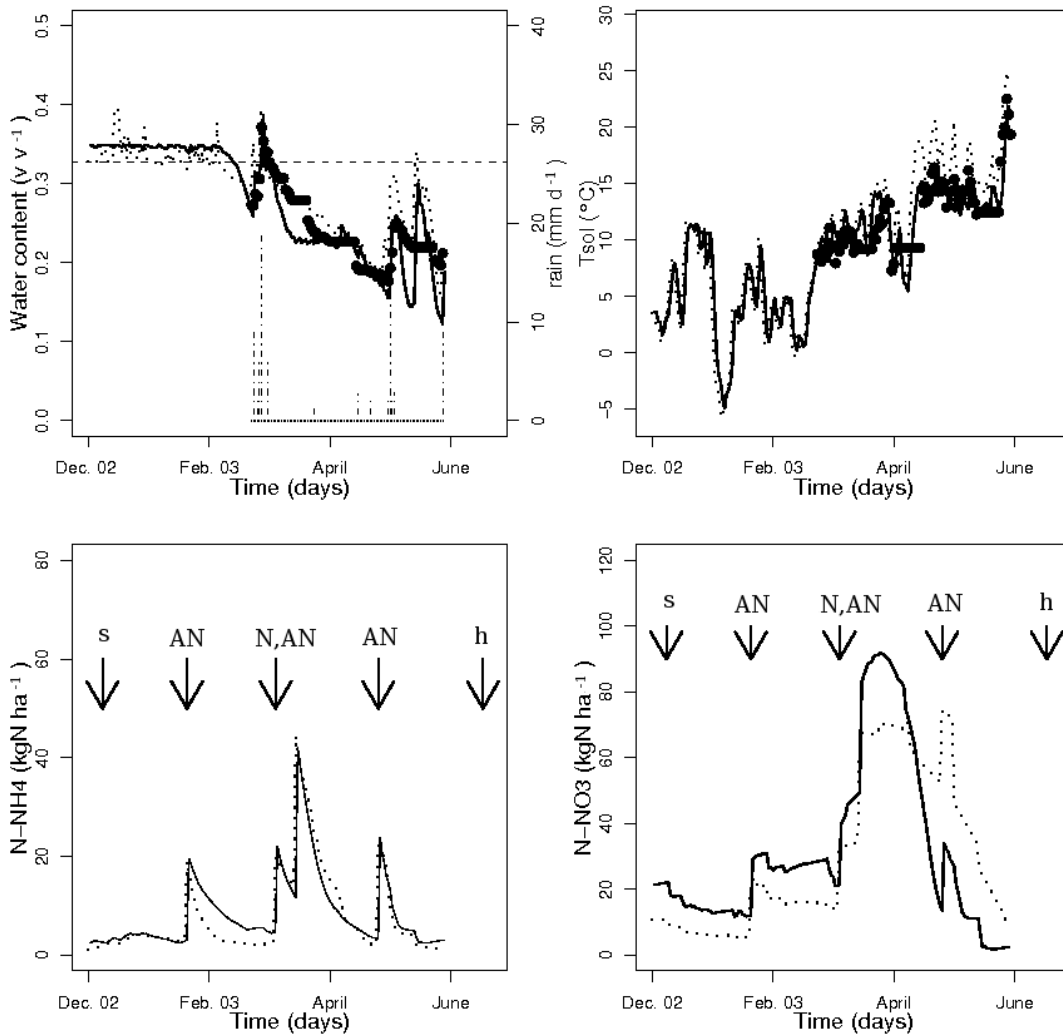 0.5
0.4
0.3
0.2
0.1
0.0
Water content (v v⁻¹)
40
30
20
10
0
rain (mm d⁻¹)
Dec. 02 Feb. 03 April June
Time (days)
30
25
20
15
10
5
0
−5
Tsol (°C)
Dec. 02 Feb. 03 April June
Time (days)
80
60
40
20
0
N−NH4 (kgN ha⁻¹)
s AN N,AN AN h
Dec. 02 Feb. 03 April June
Time (days)
120
100
80
60
40
20
0
N−NO3 (kgN ha⁻¹)
s AN N,AN AN h
Dec. 02 Feb. 03 April June
Time (days)